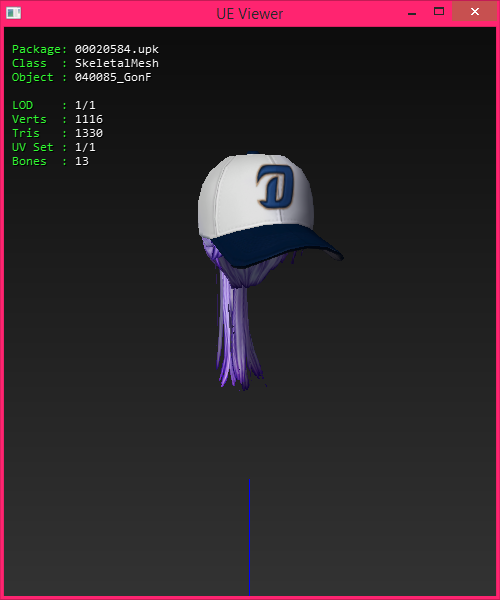 UE Viewer
Package: 00020584.upk
Class : SkeletalMesh
Object : 040085_GonF
LOD : 1/1
Verts : 1116
Tris : 1330
UV Set : 1/1
Bones : 13
D